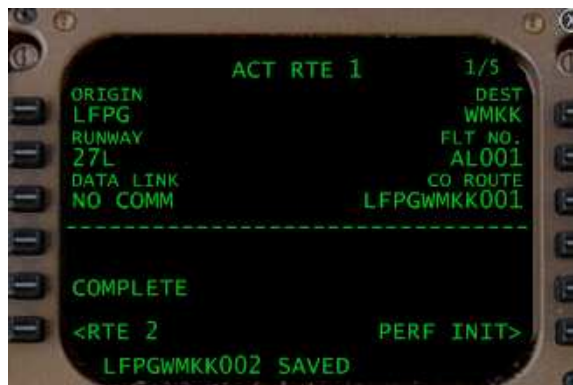 ACT RTE 1 1/5
ORIGIN DEST
LFPG WMKK
RUNWAY FLT NO.
27L AL001
DATA LINK CO ROUTE
NO COMM LFPGWMKK001
------------------------------
COMPLETE
<RTE 2 PERF INIT>
LFPGWMKK002 SAVED